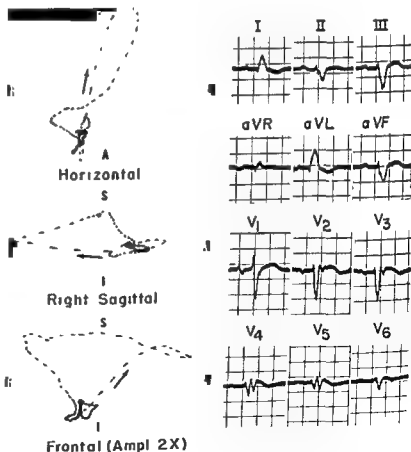 I II III
A
Horizontal
S
aVR aVL aVF
I
Right Sagittal
V1 V2 V3
S
V4 V5 V6
I
Frontal (Ampl 2X)